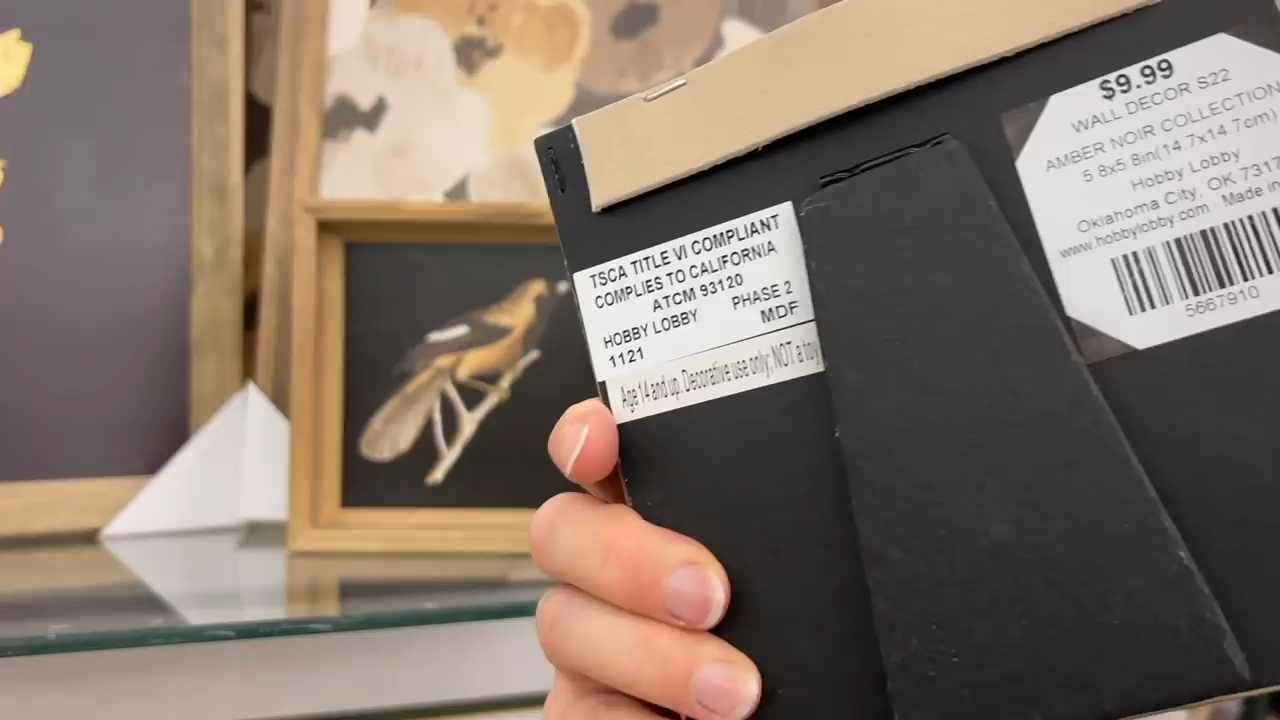 TSCA TITLE VI COMPLIANT
COMPLIES TO CALIFORNIA
ATCM 93120
HOBBY LOBBY PHASE 2
1121 MDF
Age 14 and up. Decorative use only; NOT a toy
$9.99
WALL DECOR S22
AMBER NOIR COLLECTION
5 8x5 8in(14.7x14 7cm)
Hobby Lobby
Oklahoma City, OK 7317
www.hobbylobby.com · Made in
5667910